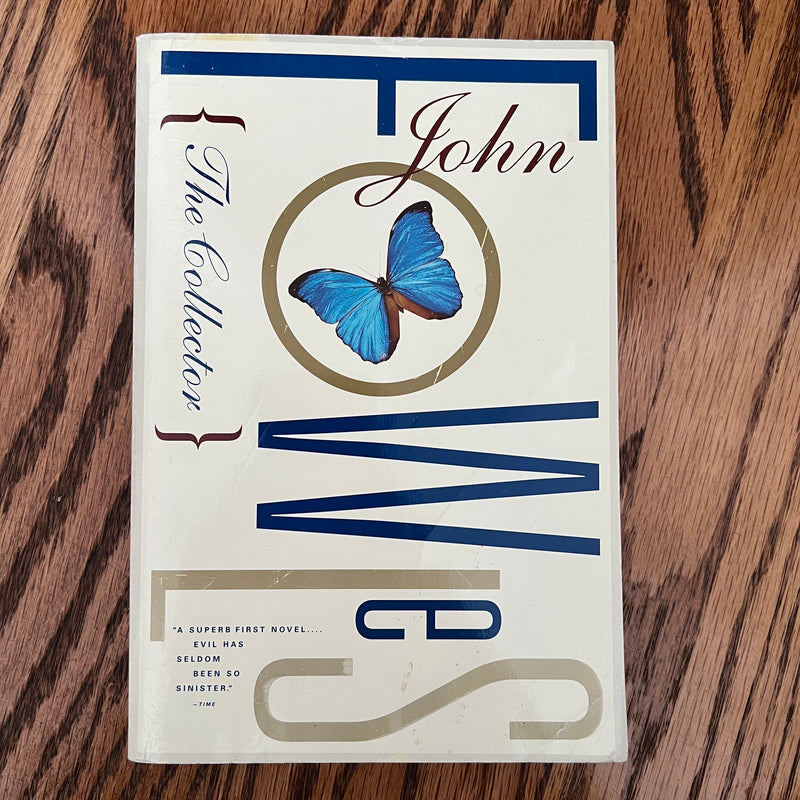 John
FOWLes
{The Collector}
"A SUPERB FIRST NOVEL....
EVIL HAS
SELDOM
BEEN SO
SINISTER."
—TIME